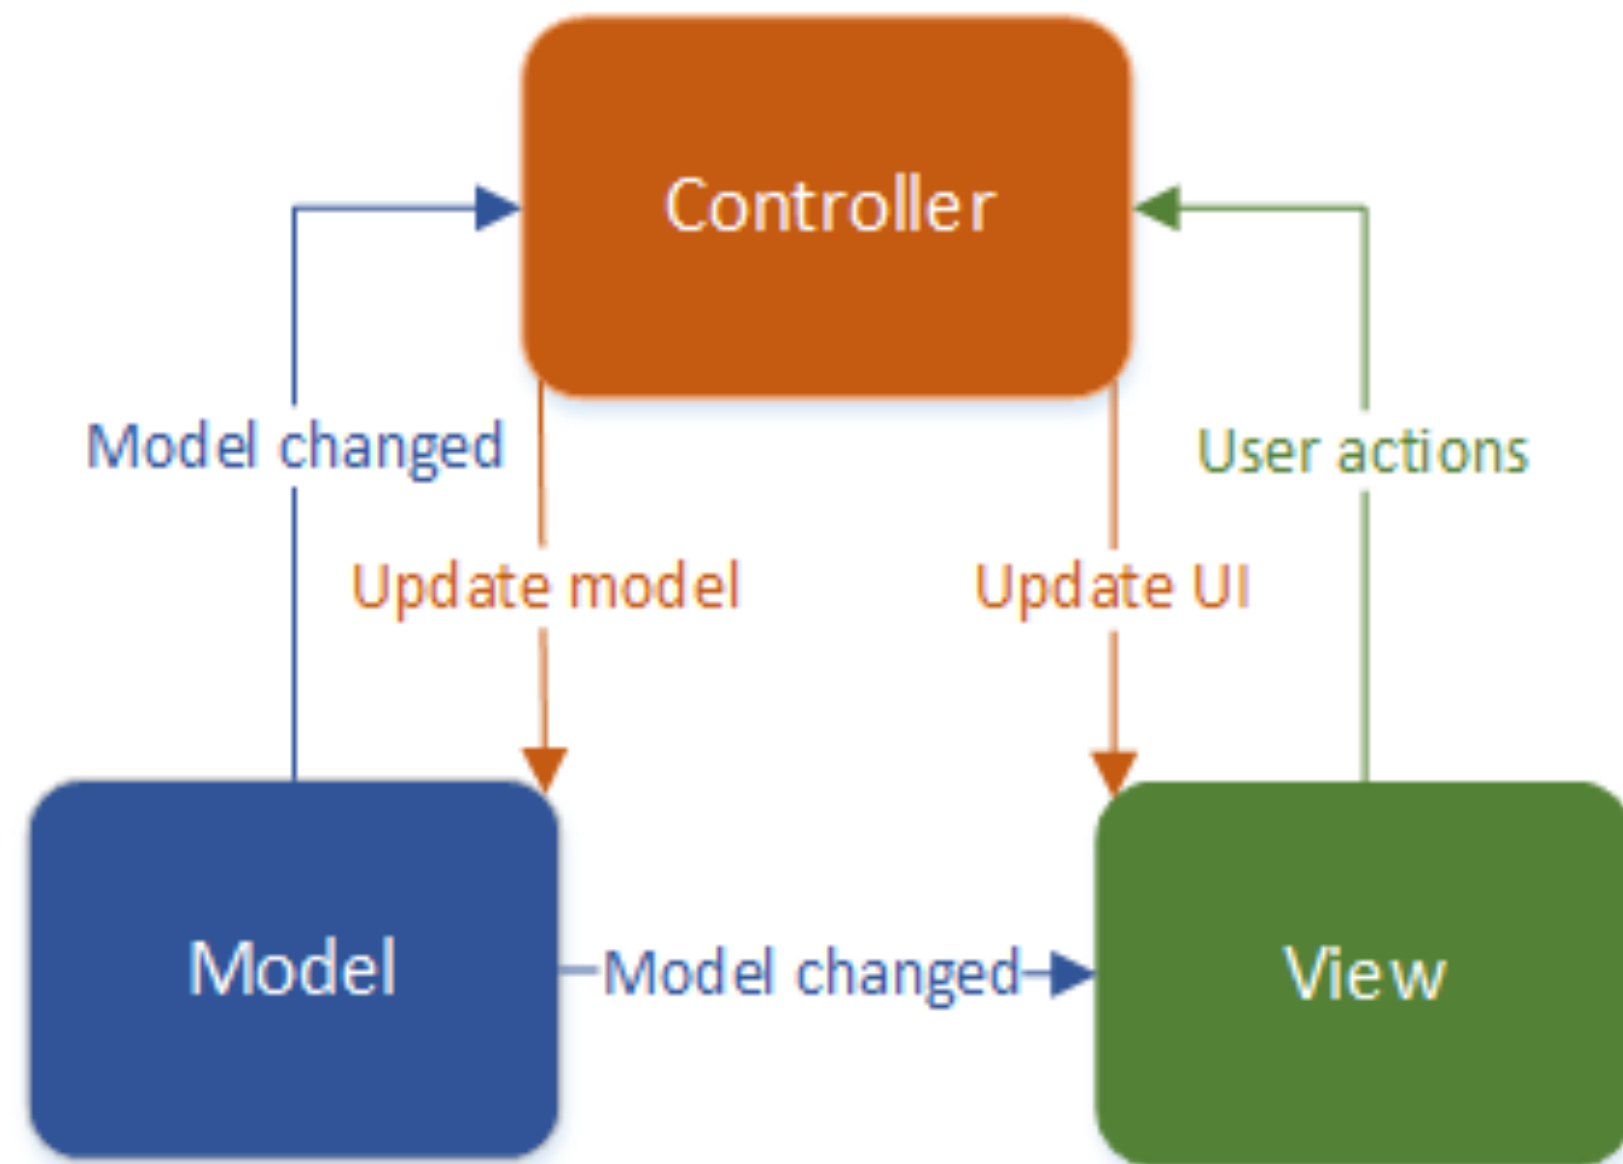 Controller
Model changed
User actions
Update model
Update UI
Model
Model changed
View